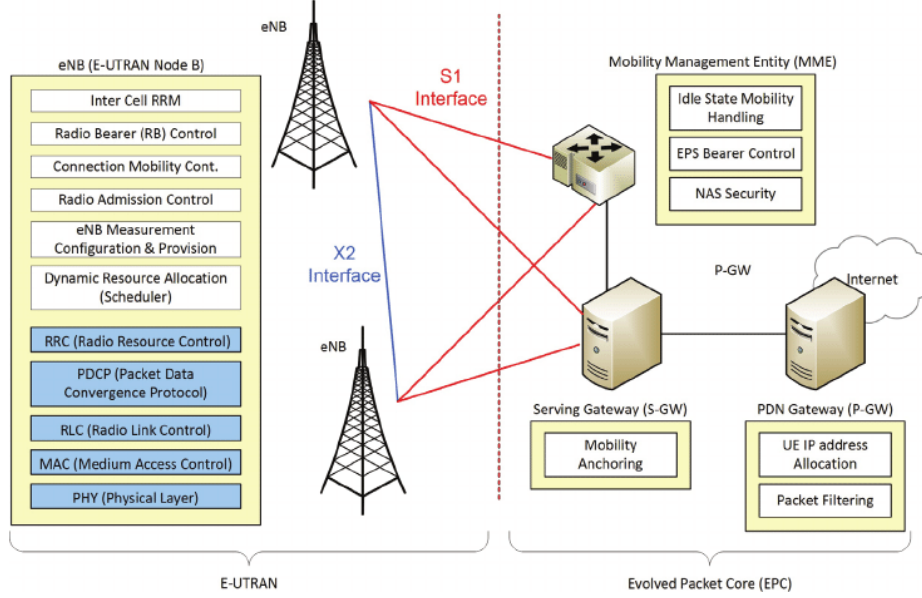 eNB (E-UTRAN Node B)
Inter Cell RRM
Radio Bearer (RB) Control
Connection Mobility Cont.
Radio Admission Control
eNB Measurement
Configuration & Provision
Dynamic Resource Allocation
(Scheduler)
RRC (Radio Resource Control)
PDCP (Packet Data
Convergence Protocol)
RLC (Radio Link Control)
MAC (Medium Access Control)
PHY (Physical Layer)
eNB
S1
Interface
X2
Interface
eNB
E-UTRAN
Mobility Management Entity (MME)
Idle State Mobility
Handling
EPS Bearer Control
NAS Security
P-GW
Internet
Serving Gateway (S-GW)
Mobility
Anchoring
PDN Gateway (P-GW)
UE IP address
Allocation
Packet Filtering
Evolved Packet Core (EPC)